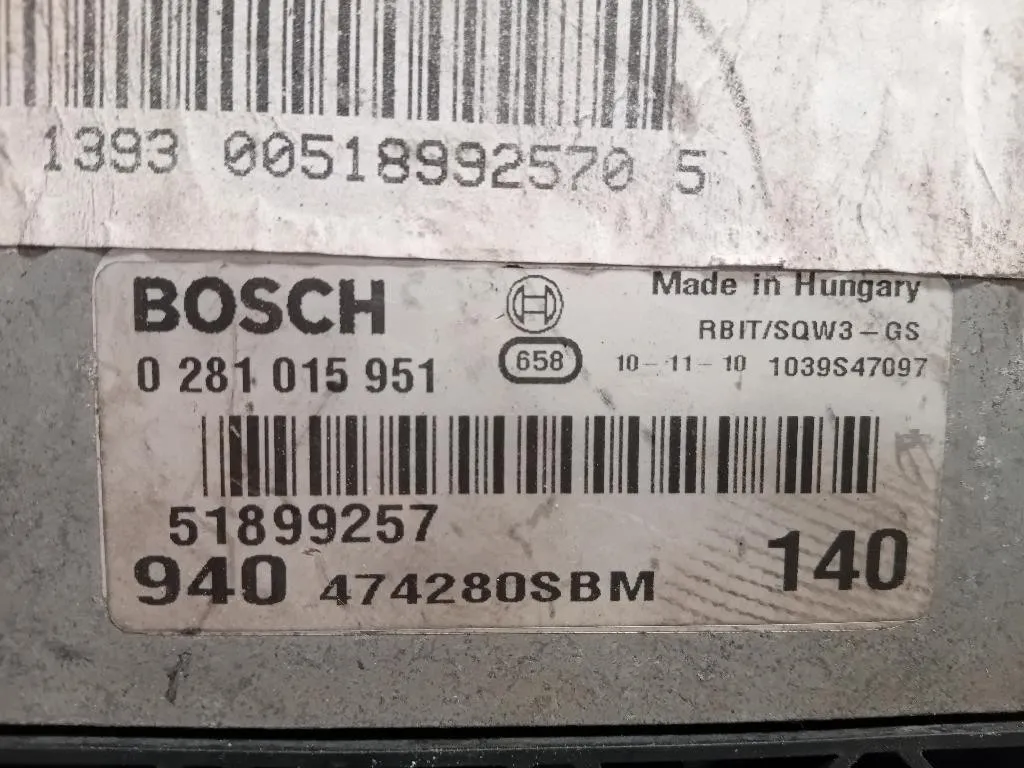 1393 00518992570 5
BOSCH
Made in Hungary
RBIT/SQW3-GS
0 281 015 951
658
10-11-10 1039S47097
51899257
940 474280SBM
140